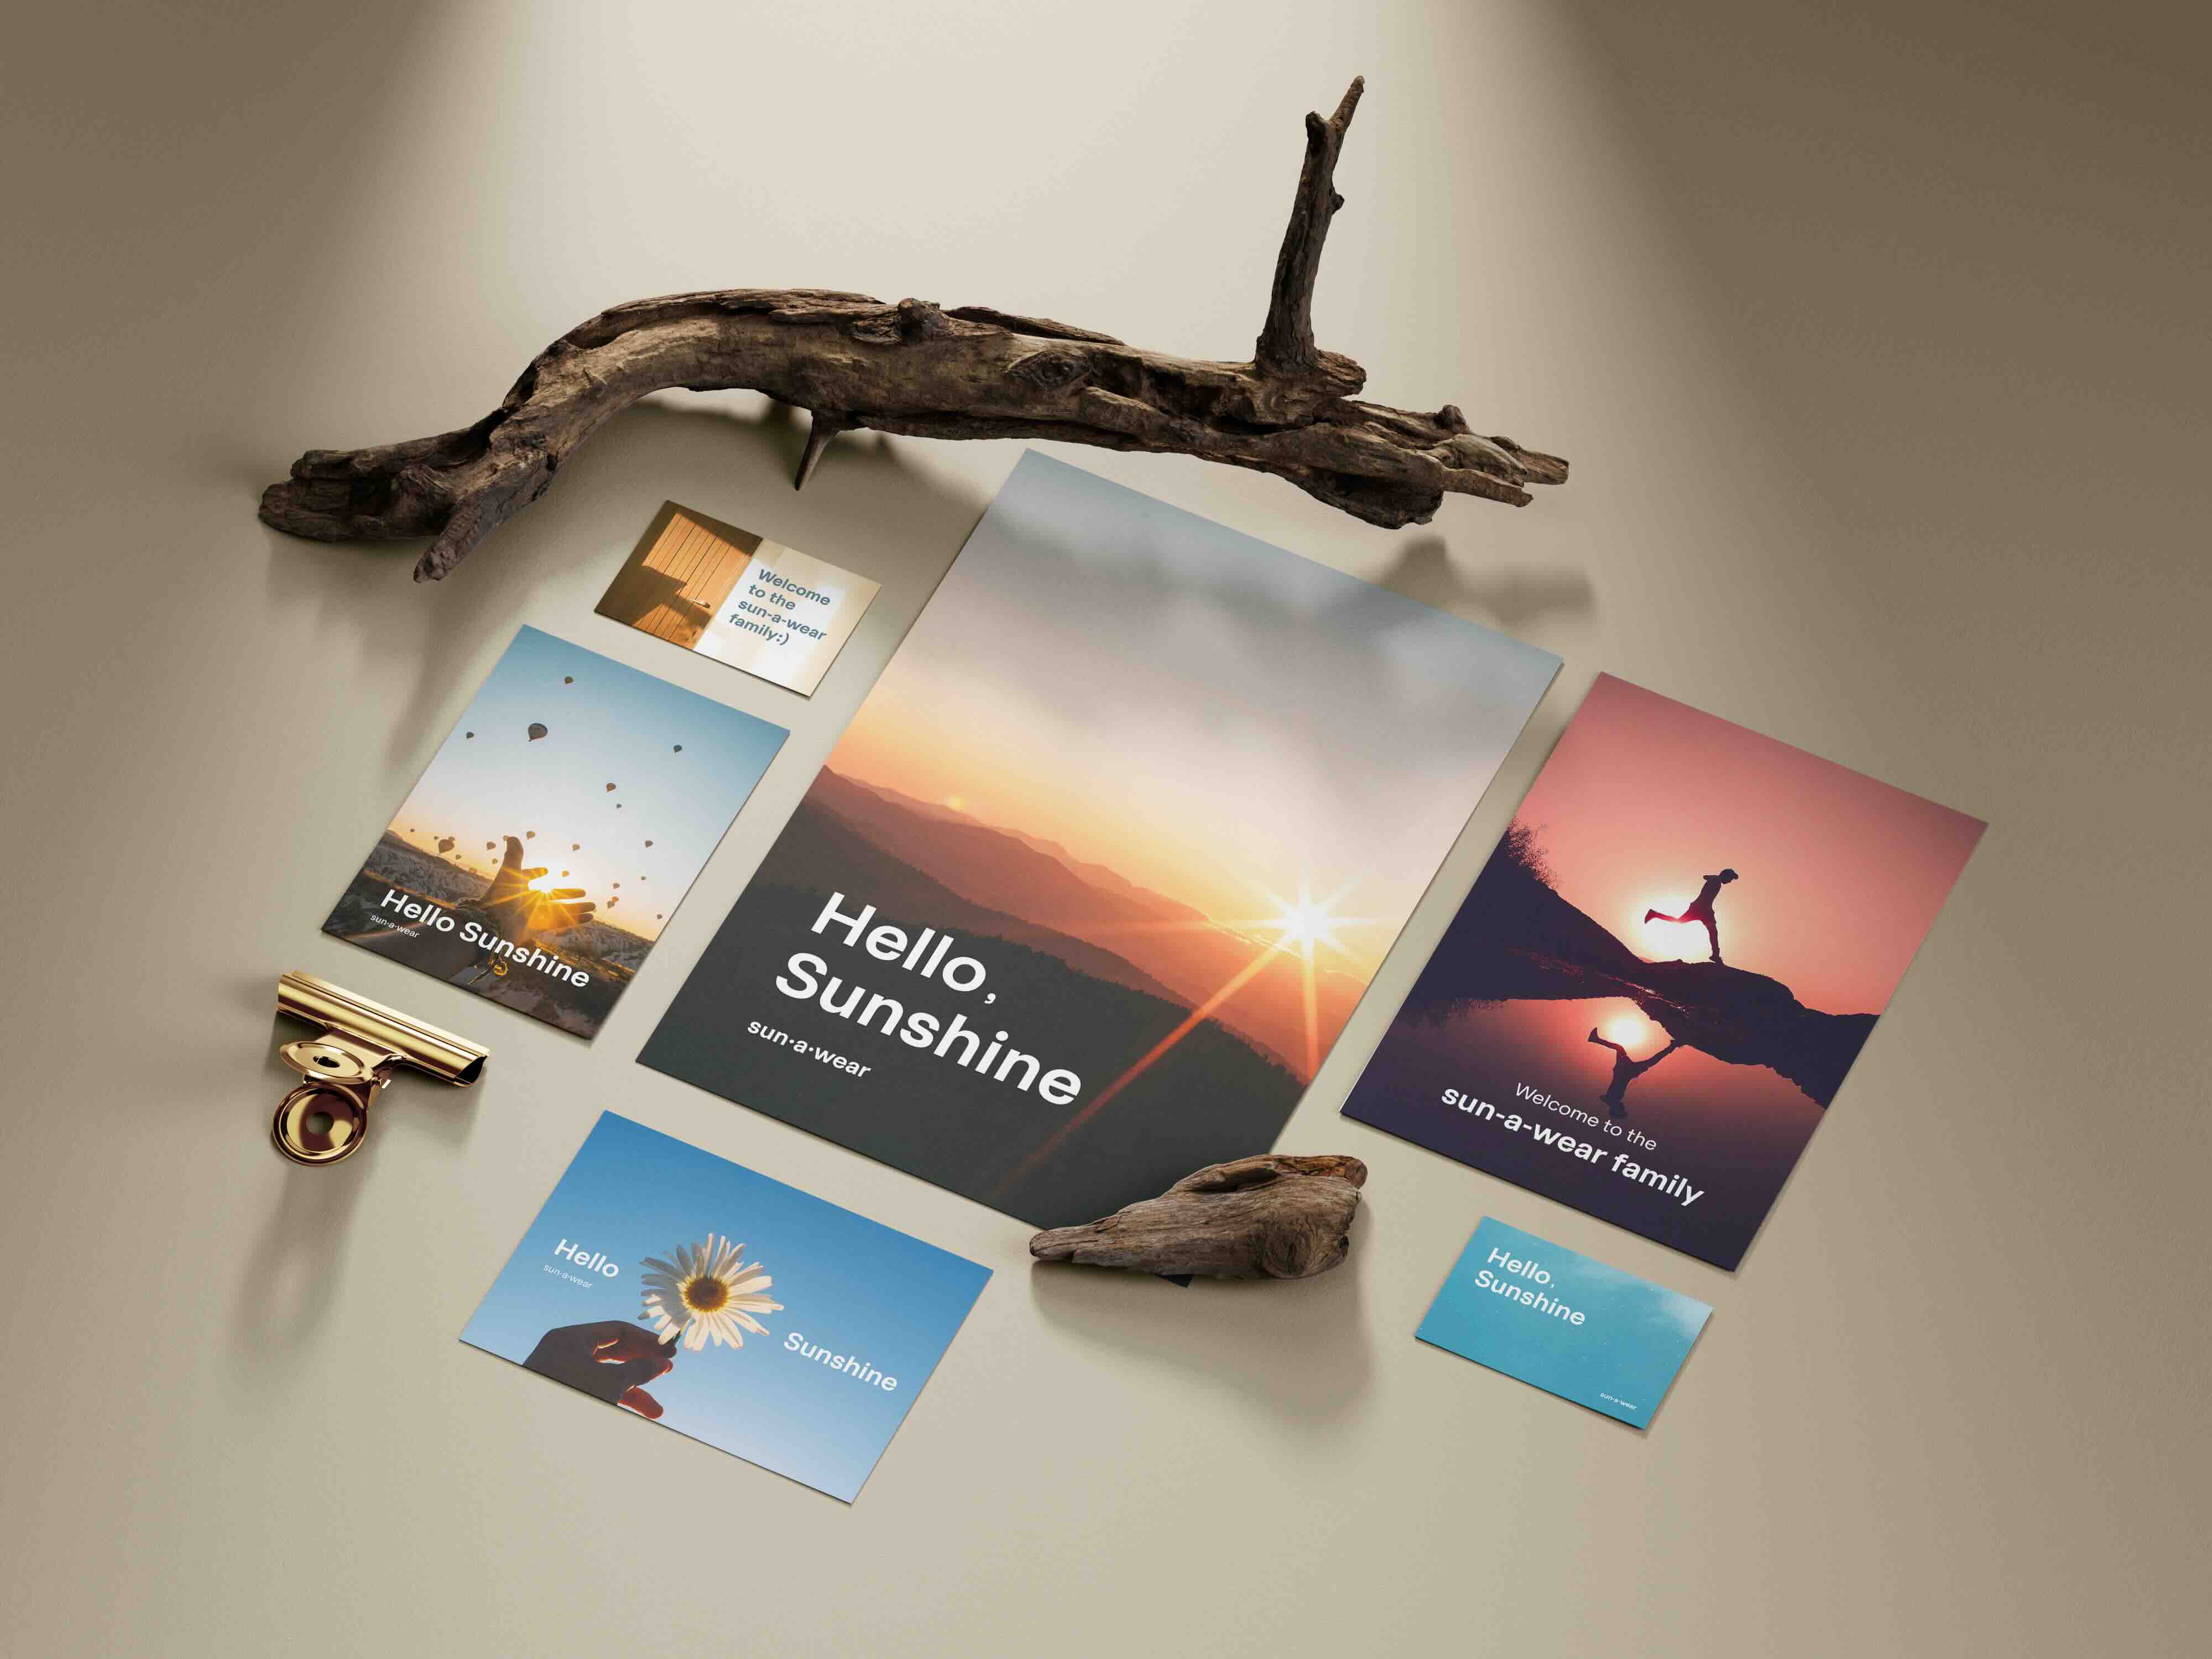 Welcome
to the
sun-a-wear
family:)
Hello Sunshine
sun-a-wear
Hello,
Sunshine
sun·a·wear
Welcome to the
sun-a-wear family
Hello
sun-a-wear
Sunshine
Hello,
Sunshine
sun-a-wear